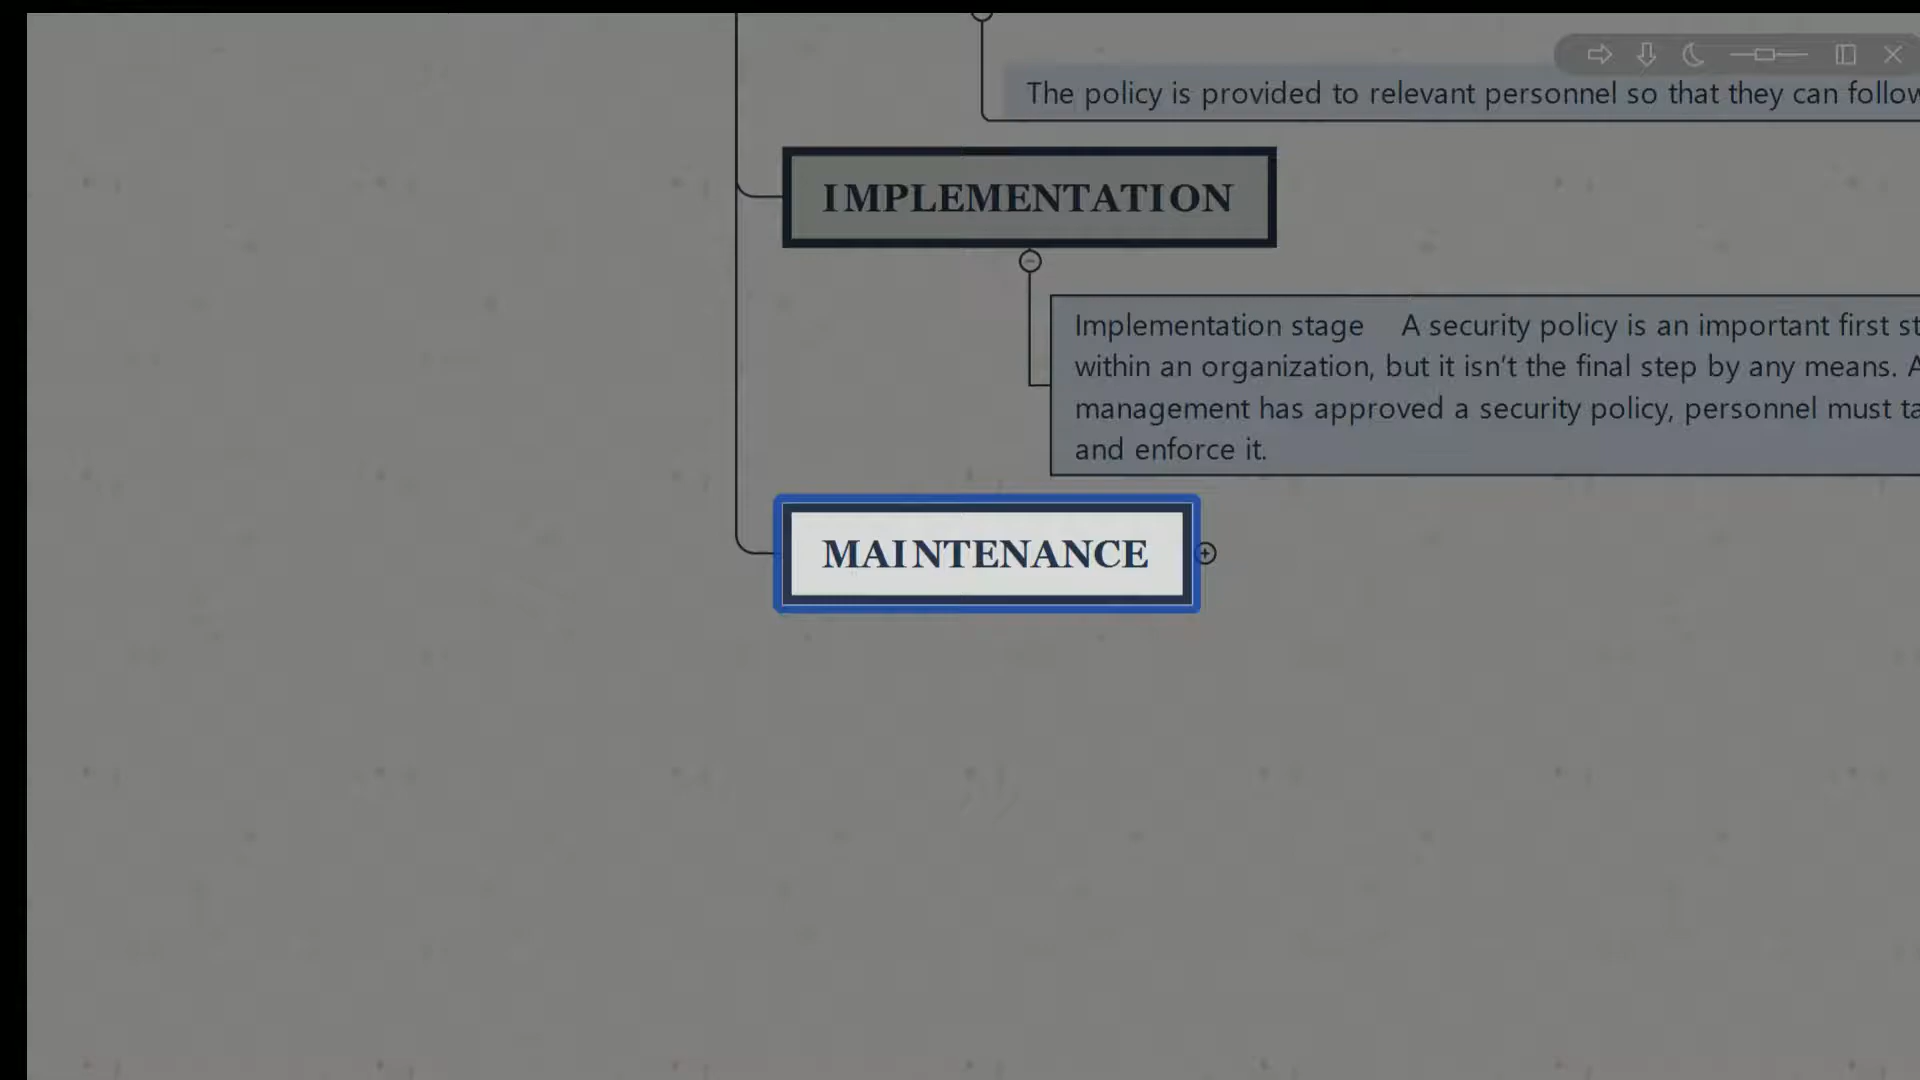 The policy is provided to relevant personnel so that they can follow
IMPLEMENTATION
Implementation stage A security policy is an important first
within an organization, but it isn’t the final step by any means.
management has approved a security policy, personnel must
and enforce it.
MAINTENANCE